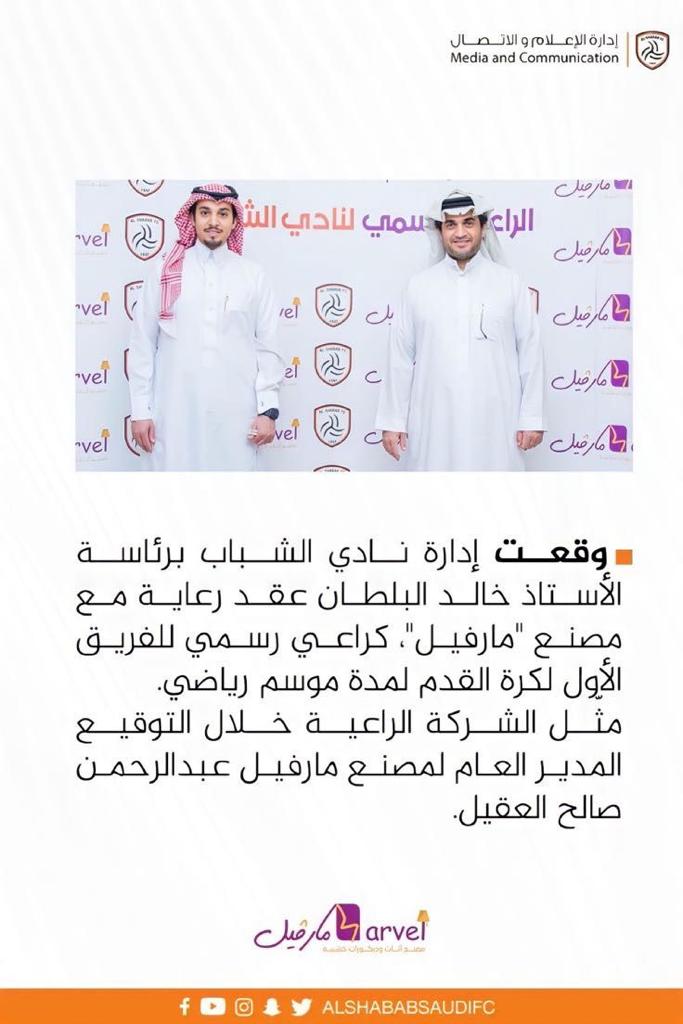 إدارة الإعلام و الاتصال
Media and Communication
الراعي الرسمي لنادي الش
مارفيل
وقعت إدارة نادي الشباب برئاسة
الأستاذ خالد البلطان عقد رعاية مع
مصنع "مارفيل"، كراعي رسمي للفريق
الأول لكرة القدم لمدة موسم رياضي.
مثّل الشركة الراعية خلال التوقيع
المدير العام لمصنع مارفيل عبدالرحمن
صالح العقيل.
مارفيل Marvel
مصنع أثاث وديكورات خشبية
ALSHABABSAUDIFC